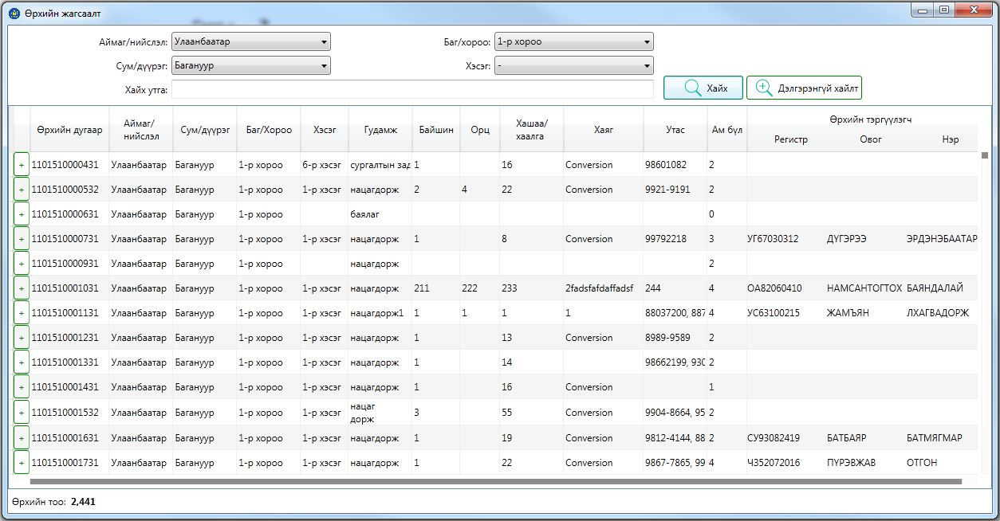 Өрхийн жагсаалт
Аймаг/нийслэл: Улаанбаатар Баг/хороо: 1-р хороо
Сум/дүүрэг: Багануур Хэсэг: -
Хайх утга: Хайх Дэлгэрэнгүй хайлт
Өрхийн дугаар Аймаг/нийслэл Сум/дүүрэг Баг/Хороо Хэсэг Гудамж Байшин Орц Хашаа/хаалга Хаяг Утас Ам бүл Өрхийн тэргүүлэгч
Регистр Овог Нэр
+ 1101510000431 Улаанбаатар Багануур 1-р хороо 6-р хэсэг сургалтын зад 1 16 Conversion 98601082 2
+ 1101510000532 Улаанбаатар Багануур 1-р хороо 1-р хэсэг нацагдорж 2 4 22 Conversion 9921-9191 2
+ 1101510000631 Улаанбаатар Багануур 1-р хороо баялаг 0
+ 1101510000731 Улаанбаатар Багануур 1-р хороо 1-р хэсэг нацагдорж 1 8 Conversion 99792218 3 УГ67030312 ДҮГЭРЭЭ ЭРДЭНЭБААТАР
+ 1101510000931 Улаанбаатар Багануур 1-р хороо нацагдорж 2
+ 1101510001031 Улаанбаатар Багануур 1-р хороо 1-р хэсэг нацагдорж 211 222 233 2fadsfafdaffadsf 244 4 ОА82060410 НАМСАНТОГТОХ БАЯНДАЛАЙ
+ 1101510001131 Улаанбаатар Багануур 1-р хороо 1-р хэсэг нацагдорж1 1 1 1 1 88037200, 887 4 УС63100215 ЖАМЪЯН ЛХАГВАДОРЖ
+ 1101510001231 Улаанбаатар Багануур 1-р хороо 1-р хэсэг нацагдорж 1 13 Conversion 8989-9589 2
+ 1101510001331 Улаанбаатар Багануур 1-р хороо 1-р хэсэг нацагдорж 1 14 98662199, 930 2
+ 1101510001431 Улаанбаатар Багануур 1-р хороо 1-р хэсэг нацагдорж 1 16 Conversion 1
+ 1101510001532 Улаанбаатар Багануур 1-р хороо 1-р хэсэг нацаг дорж 3 55 Conversion 9904-8664, 95 2
+ 1101510001631 Улаанбаатар Багануур 1-р хороо 1-р хэсэг нацагдорж 1 19 Conversion 9812-4144, 88 2 СУ93082419 БАТБАЯР БАТМЯГМАР
+ 1101510001731 Улаанбаатар Багануур 1-р хороо 1-р хэсэг нацагдорж 1 22 Conversion 9867-7865, 99 4 ЧЗ52072016 ПҮРЭВЖАВ ОТГОН
Өрхийн тоо: 2,441